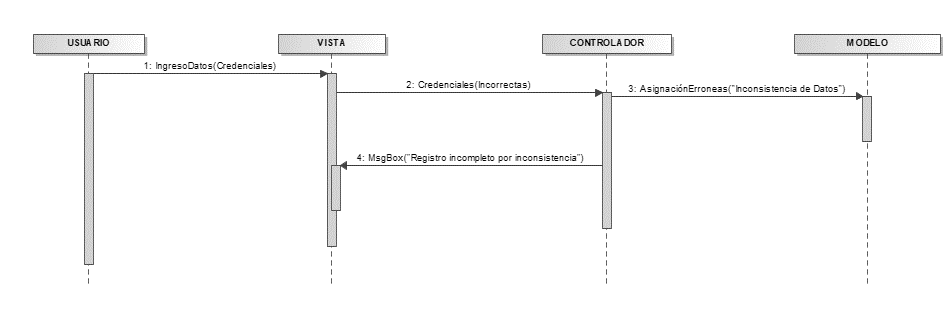 USUARIO
VISTA
CONTROLADOR
MODELO
1: IngresoDatos(Credenciales)
2: Credenciales(Incorrectas)
3: AsignaciónErroneas("Inconsistencia de Datos")
4: MsgBox("Registro incompleto por inconsistencia")